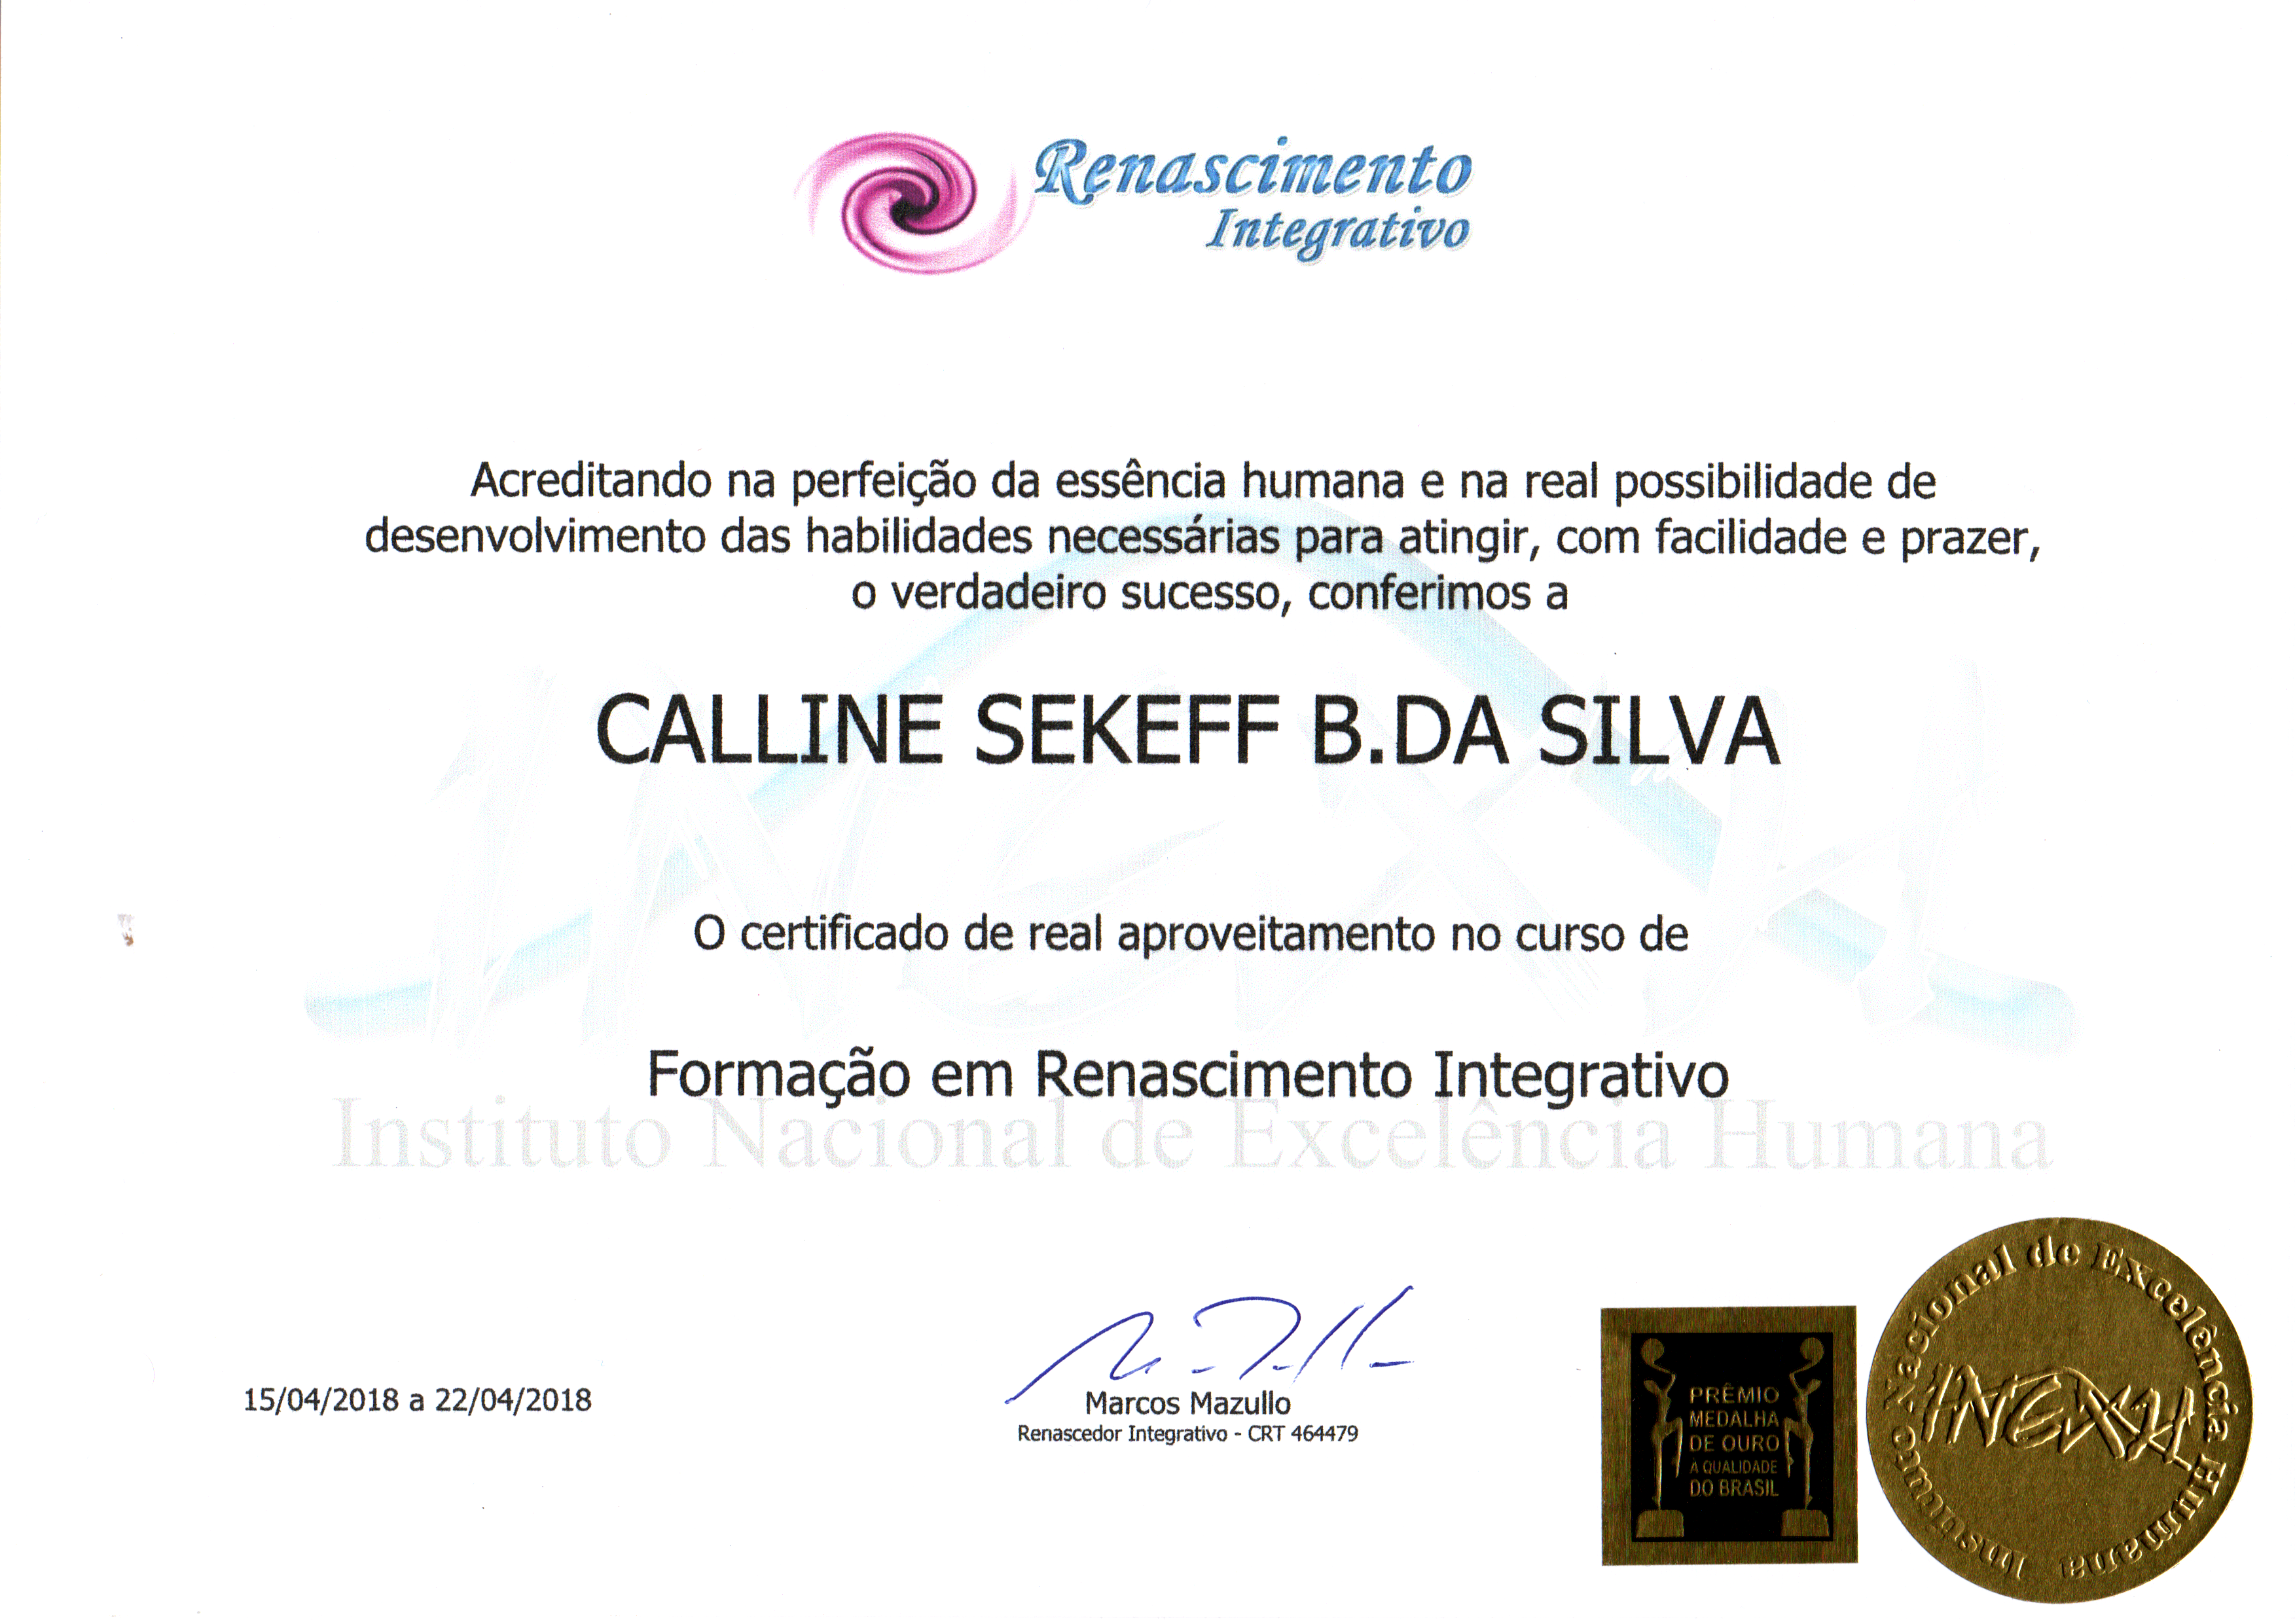 Renascimento
Integrativo
Acreditando na perfeição da essência humana e na real possibilidade de
desenvolvimento das habilidades necessárias para atingir, com facilidade e prazer,
o verdadeiro sucesso, conferimos a
CALLINE SEKEFF B.DA SILVA
O certificado de real aproveitamento no curso de
Formação em Renascimento Integrativo
Instituto Nacional de Excelência Humana
15/04/2018 a 22/04/2018
Marcos Mazullo
Renascedor Integrativo - CRT 464479
PRÊMIO
MEDALHA
DE OURO
À QUALIDADE
DO BRASIL
Instituto Nacional de Excelência Humana
INEXH